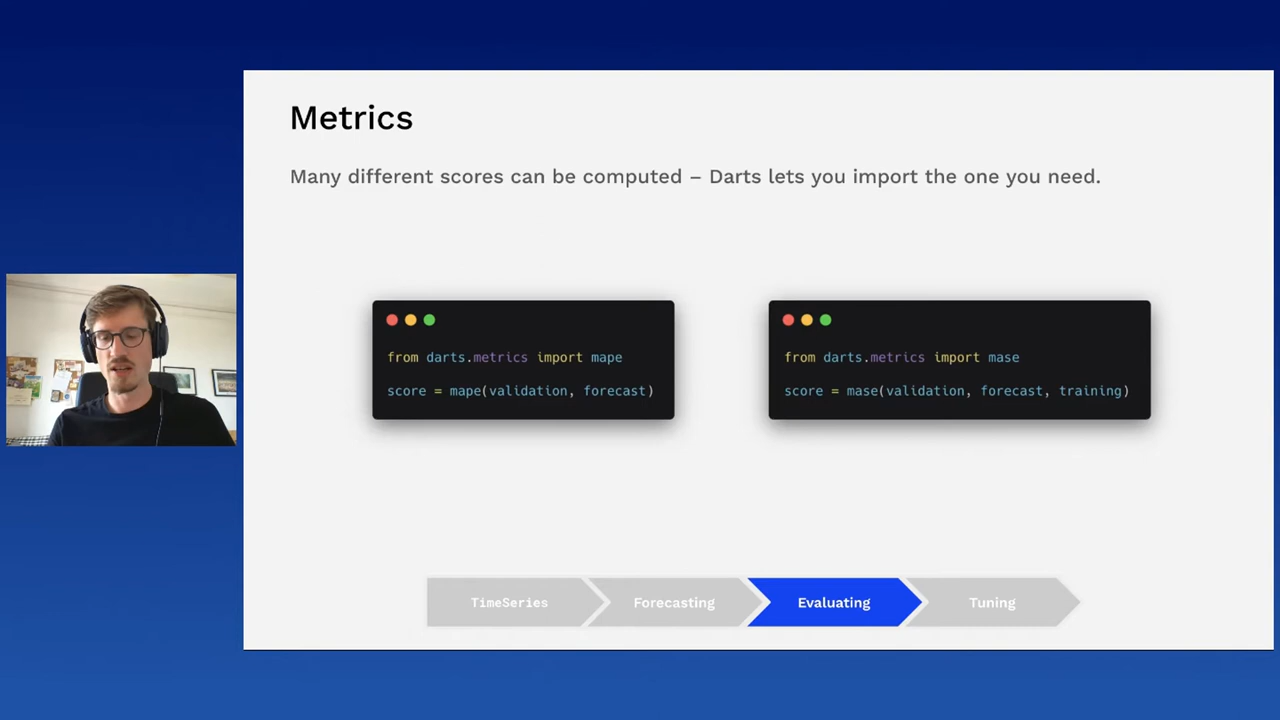 Metrics
Many different scores can be computed – Darts lets you import the one you need.
from darts.metrics import mape
score = mape(validation, forecast)
from darts.metrics import mase
score = mase(validation, forecast, training)
TimeSeries
Forecasting
Evaluating
Tuning